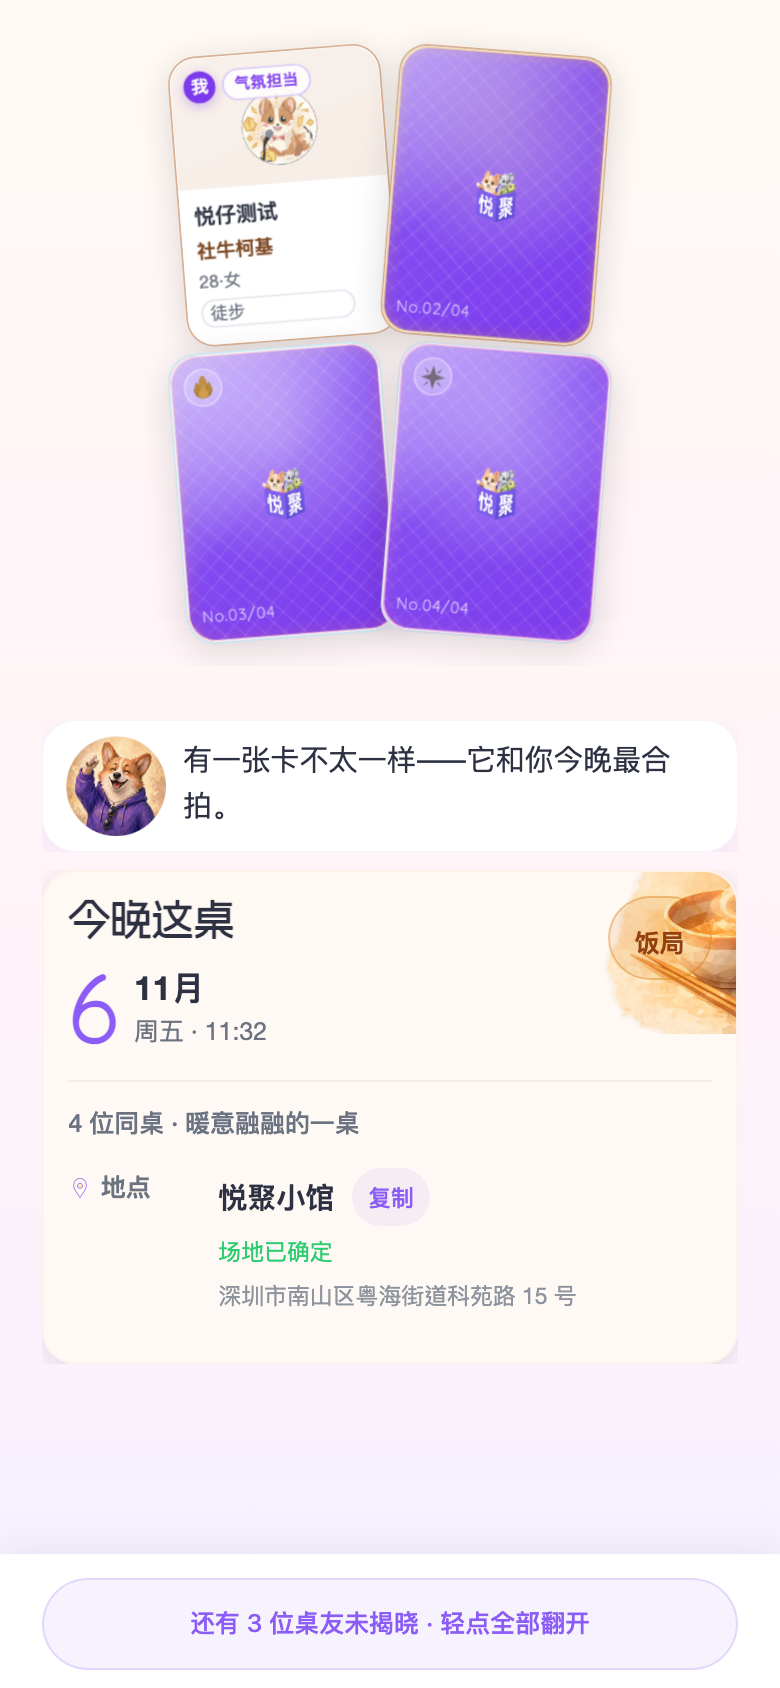 我 气氛担当
悦仔测试
社牛柯基
28·女
徒步
悦聚
No.02/04
悦聚
No.03/04
悦聚
No.04/04
有一张卡不太一样——它和你今晚最合
拍。
今晚这桌
饭局
6 11月
周五 · 11:32
4 位同桌 · 暖意融融的一桌
地点 悦聚小馆 复制
场地已确定
深圳市南山区粤海街道科苑路 15 号
还有 3 位桌友未揭晓 · 轻点全部翻开